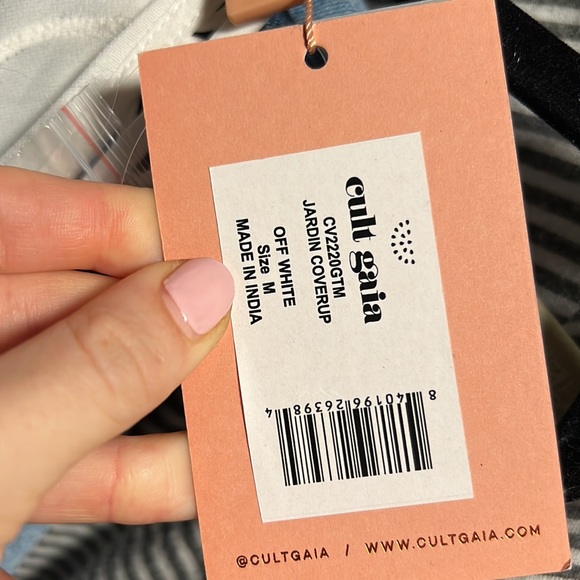 cult gaia
CV2220GTM
JARDIN COVERUP
OFF WHITE
Size M
MADE IN INDIA
8 40196 26398 4
@CULTGAIA / WWW.CULTGAIA.COM